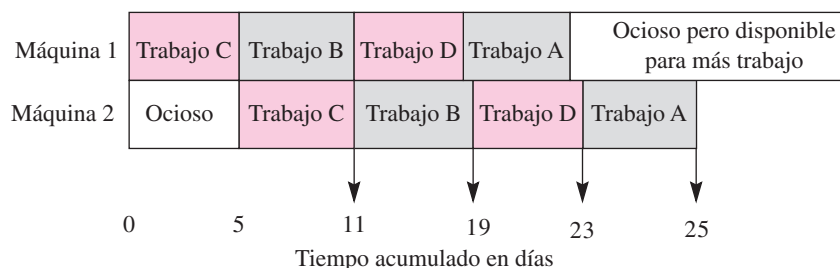 Máquina 1 Trabajo C Trabajo B Trabajo D Trabajo A Ocioso pero disponible
para más trabajo
Máquina 2 Ocioso Trabajo C Trabajo B Trabajo D Trabajo A
0 5 11 19 23 25
Tiempo acumulado en días